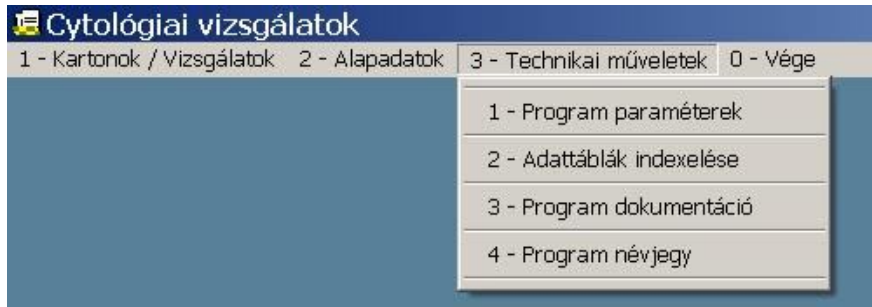 Cytológiai vizsgálatok
1 - Kartonok / Vizsgálatok 2 - Alapadatok 3 - Technikai műveletek 0 - Vége
1 - Program paraméterek
2 - Adattáblák indexelése
3 - Program dokumentáció
4 - Program névjegy